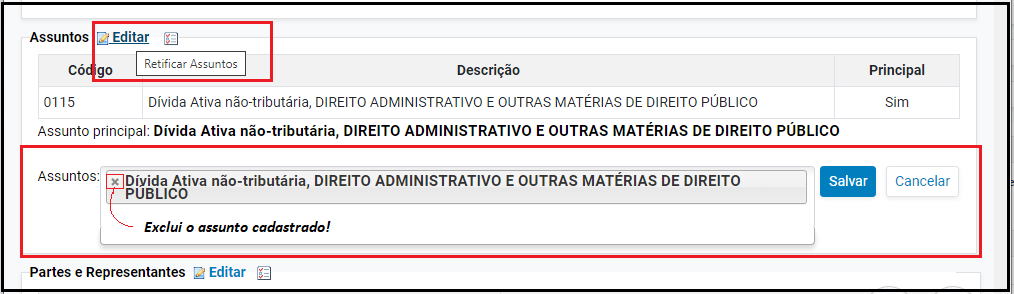 Assuntos Editar
Retificar Assuntos
Código Descrição Principal
0115 Dívida Ativa não-tributária, DIREITO ADMINISTRATIVO E OUTRAS MATÉRIAS DE DIREITO PÚBLICO Sim
Assunto principal: Dívida Ativa não-tributária, DIREITO ADMINISTRATIVO E OUTRAS MATÉRIAS DE DIREITO PÚBLICO
Assuntos: × Dívida Ativa não-tributária, DIREITO ADMINISTRATIVO E OUTRAS MATÉRIAS DE DIREITO Salvar Cancelar
PÚBLICO
Exclui o assunto cadastrado!
Partes e Representantes Editar